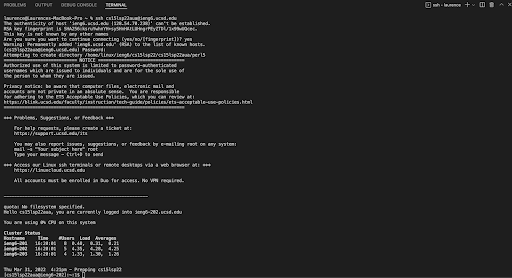 PROBLEMS OUTPUT DEBUG CONSOLE TERMINAL
ssh - laurence
laurence@Laurences-MacBook-Pro ~ % ssh cs15lsp22aua@ieng6.ucsd.edu
The authenticity of host 'ieng6.ucsd.edu (128.54.70.238)' can't be established.
RSA key fingerprint is
This key is not known by any other names
Are you sure you want to continue connecting (yes/no/[fingerprint])? yes
Warning: Permanently added 'ieng6.ucsd.edu' (RSA) to the list of known hosts.
(cs15lsp22aua@ieng6.ucsd.edu) Password:
Attempting to create directory /home/linux/ieng6/cs15lsp22/cs15lsp22aua/perl5
============================ NOTICE ============================
Authorized use of this system is limited to password-authenticated
usernames which are issued to individuals and are for the sole use of
the person to whom they are issued.
Privacy notice: be aware that computer files, electronic mail and
accounts are not private in an absolute sense. You are responsible
for adhering to the ETS Acceptable Use Policies, which you can review at:
https://blink.ucsd.edu/faculty/instruction/tech-guide/policies/ets-acceptable-use-policies.html
*** Problems, Suggestions, or Feedback ***
For help requests, please create a ticket at:
https://support.ucsd.edu/its
You may also report issues, suggestions, or feedback by e-mailing root on any system:
mail -s "Your subject here" root
Type your message - Ctrl+D to send
*** Access our Linux ssh terminals or remote desktops via a web browser at: ***
https://linuxcloud.ucsd.edu
All accounts must be enrolled in Duo for access. No VPN required.
quota: No filesystem specified.
Hello cs15lsp22aua, you are currently logged into ieng6-202.ucsd.edu
You are using 0% CPU on this system
Cluster Status
Hostname Time #Users Load Averages
ieng6-201 16:20:01 8 0.40, 0.31, 0.21
ieng6-202 16:20:01 5 4.35, 4.28, 4.25
ieng6-203 16:20:01 4 1.33, 1.30, 1.26
Thu Mar 31, 2022 4:21pm - Prepping cs15lsp22
[cs15lsp22aua@ieng6-202]:~:1$